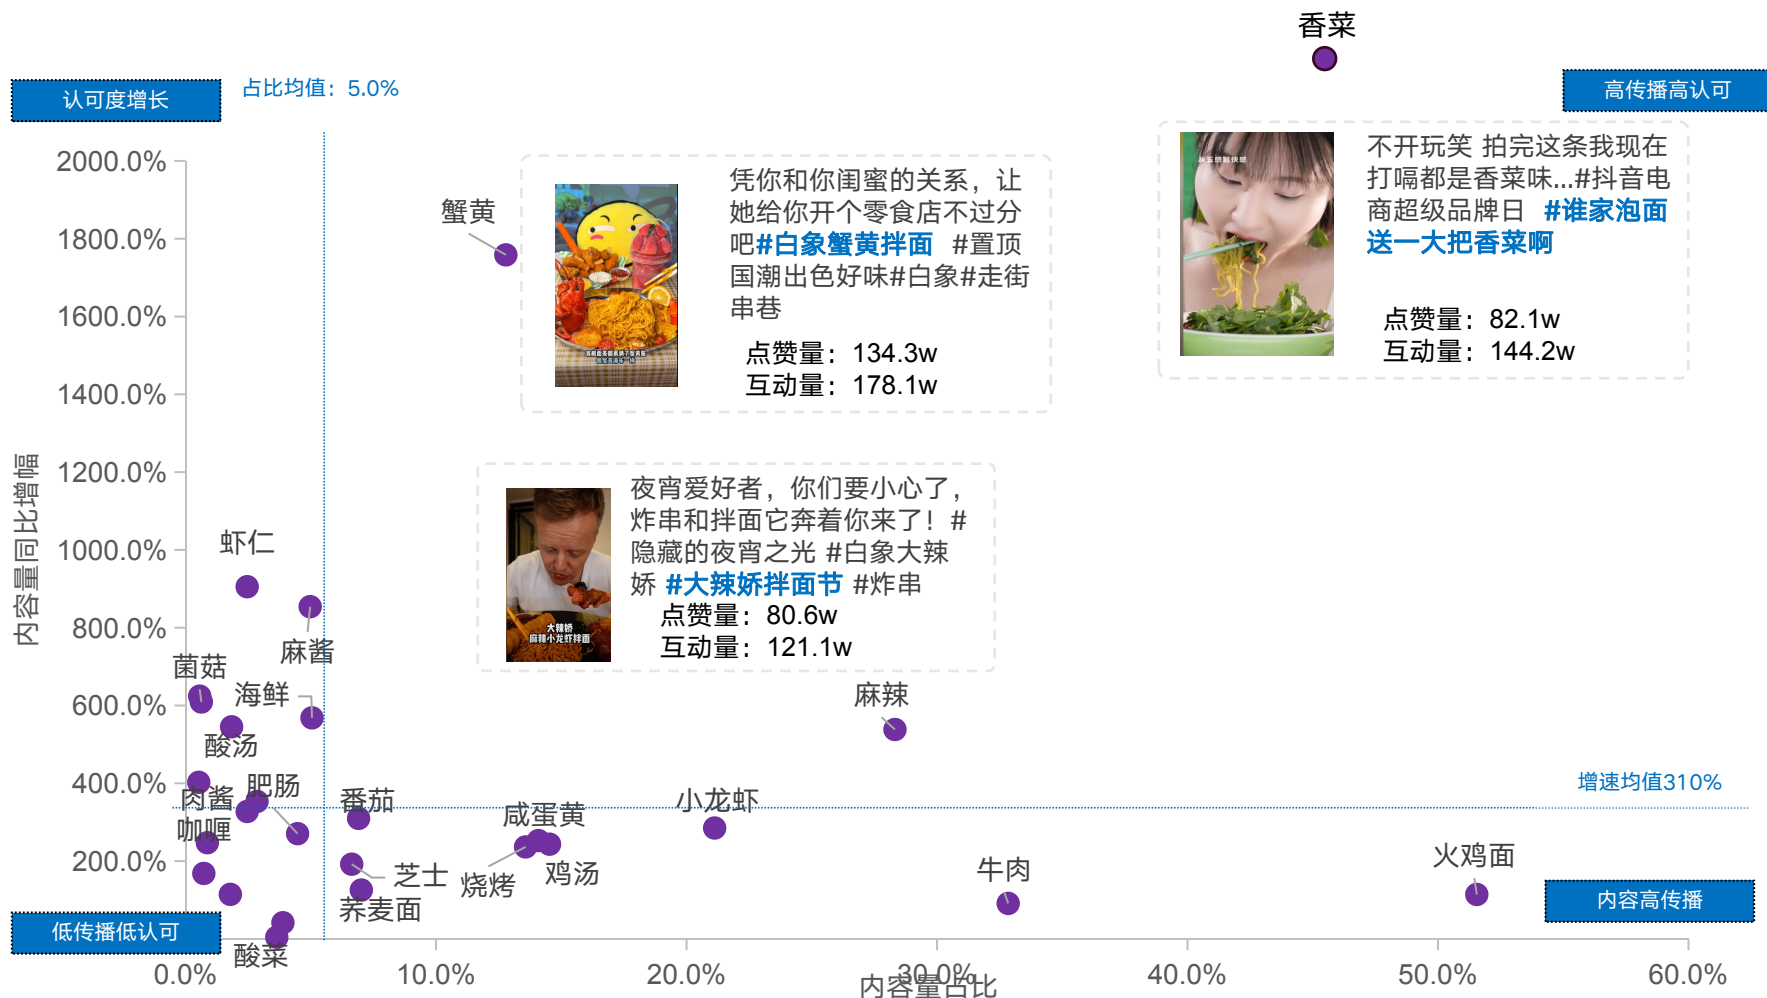 香菜
认可度增长
占比均值：5.0%
高传播高认可
2000.0%
1800.0%
1600.0%
1400.0%
1200.0%
1000.0%
800.0%
600.0%
400.0%
200.0%
内容量同比增幅
蟹黄
凭你和你闺蜜的关系，让
她给你开个零食店不过分
吧#白象蟹黄拌面 #置顶
国潮出色好味#白象#走街
串巷
点赞量：134.3w
互动量：178.1w
不开玩笑 拍完这条我现在
打嗝都是香菜味...#抖音电
商超级品牌日 #谁家泡面
送一大把香菜啊
点赞量：82.1w
互动量：144.2w
夜宵爱好者，你们要小心了，
炸串和拌面它奔着你来了！#
隐藏的夜宵之光 #白象大辣
娇 #大辣娇拌面节 #炸串
点赞量：80.6w
互动量：121.1w
大辣娇
麻辣小龙虾拌面
虾仁
麻酱
菌菇
海鲜
酸汤
麻辣
肉酱
肥肠
番茄
咸蛋黄
小龙虾
增速均值310%
咖喱
芝士
烧烤
鸡汤
荞麦面
牛肉
火鸡面
内容高传播
低传播低认可
酸菜
0.0%
10.0%
20.0%
30.0%
40.0%
50.0%
60.0%
内容量占比